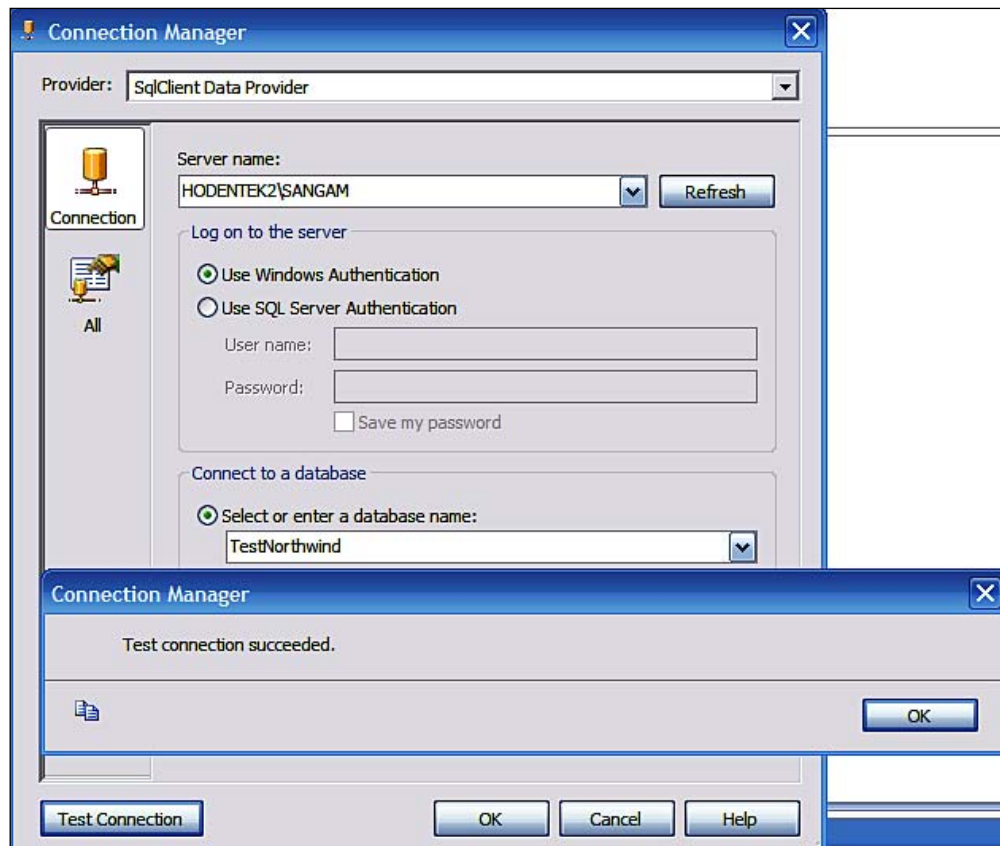 Connection Manager
Provider: SqlClient Data Provider
Connection
All
Server name:
HODENTEK2\SANGAM
Refresh
Log on to the server
Use Windows Authentication
Use SQL Server Authentication
User name:
Password:
Save my password
Connect to a database
Select or enter a database name:
TestNorthwind
Connection Manager
Test connection succeeded.
OK
Test Connection
OK
Cancel
Help